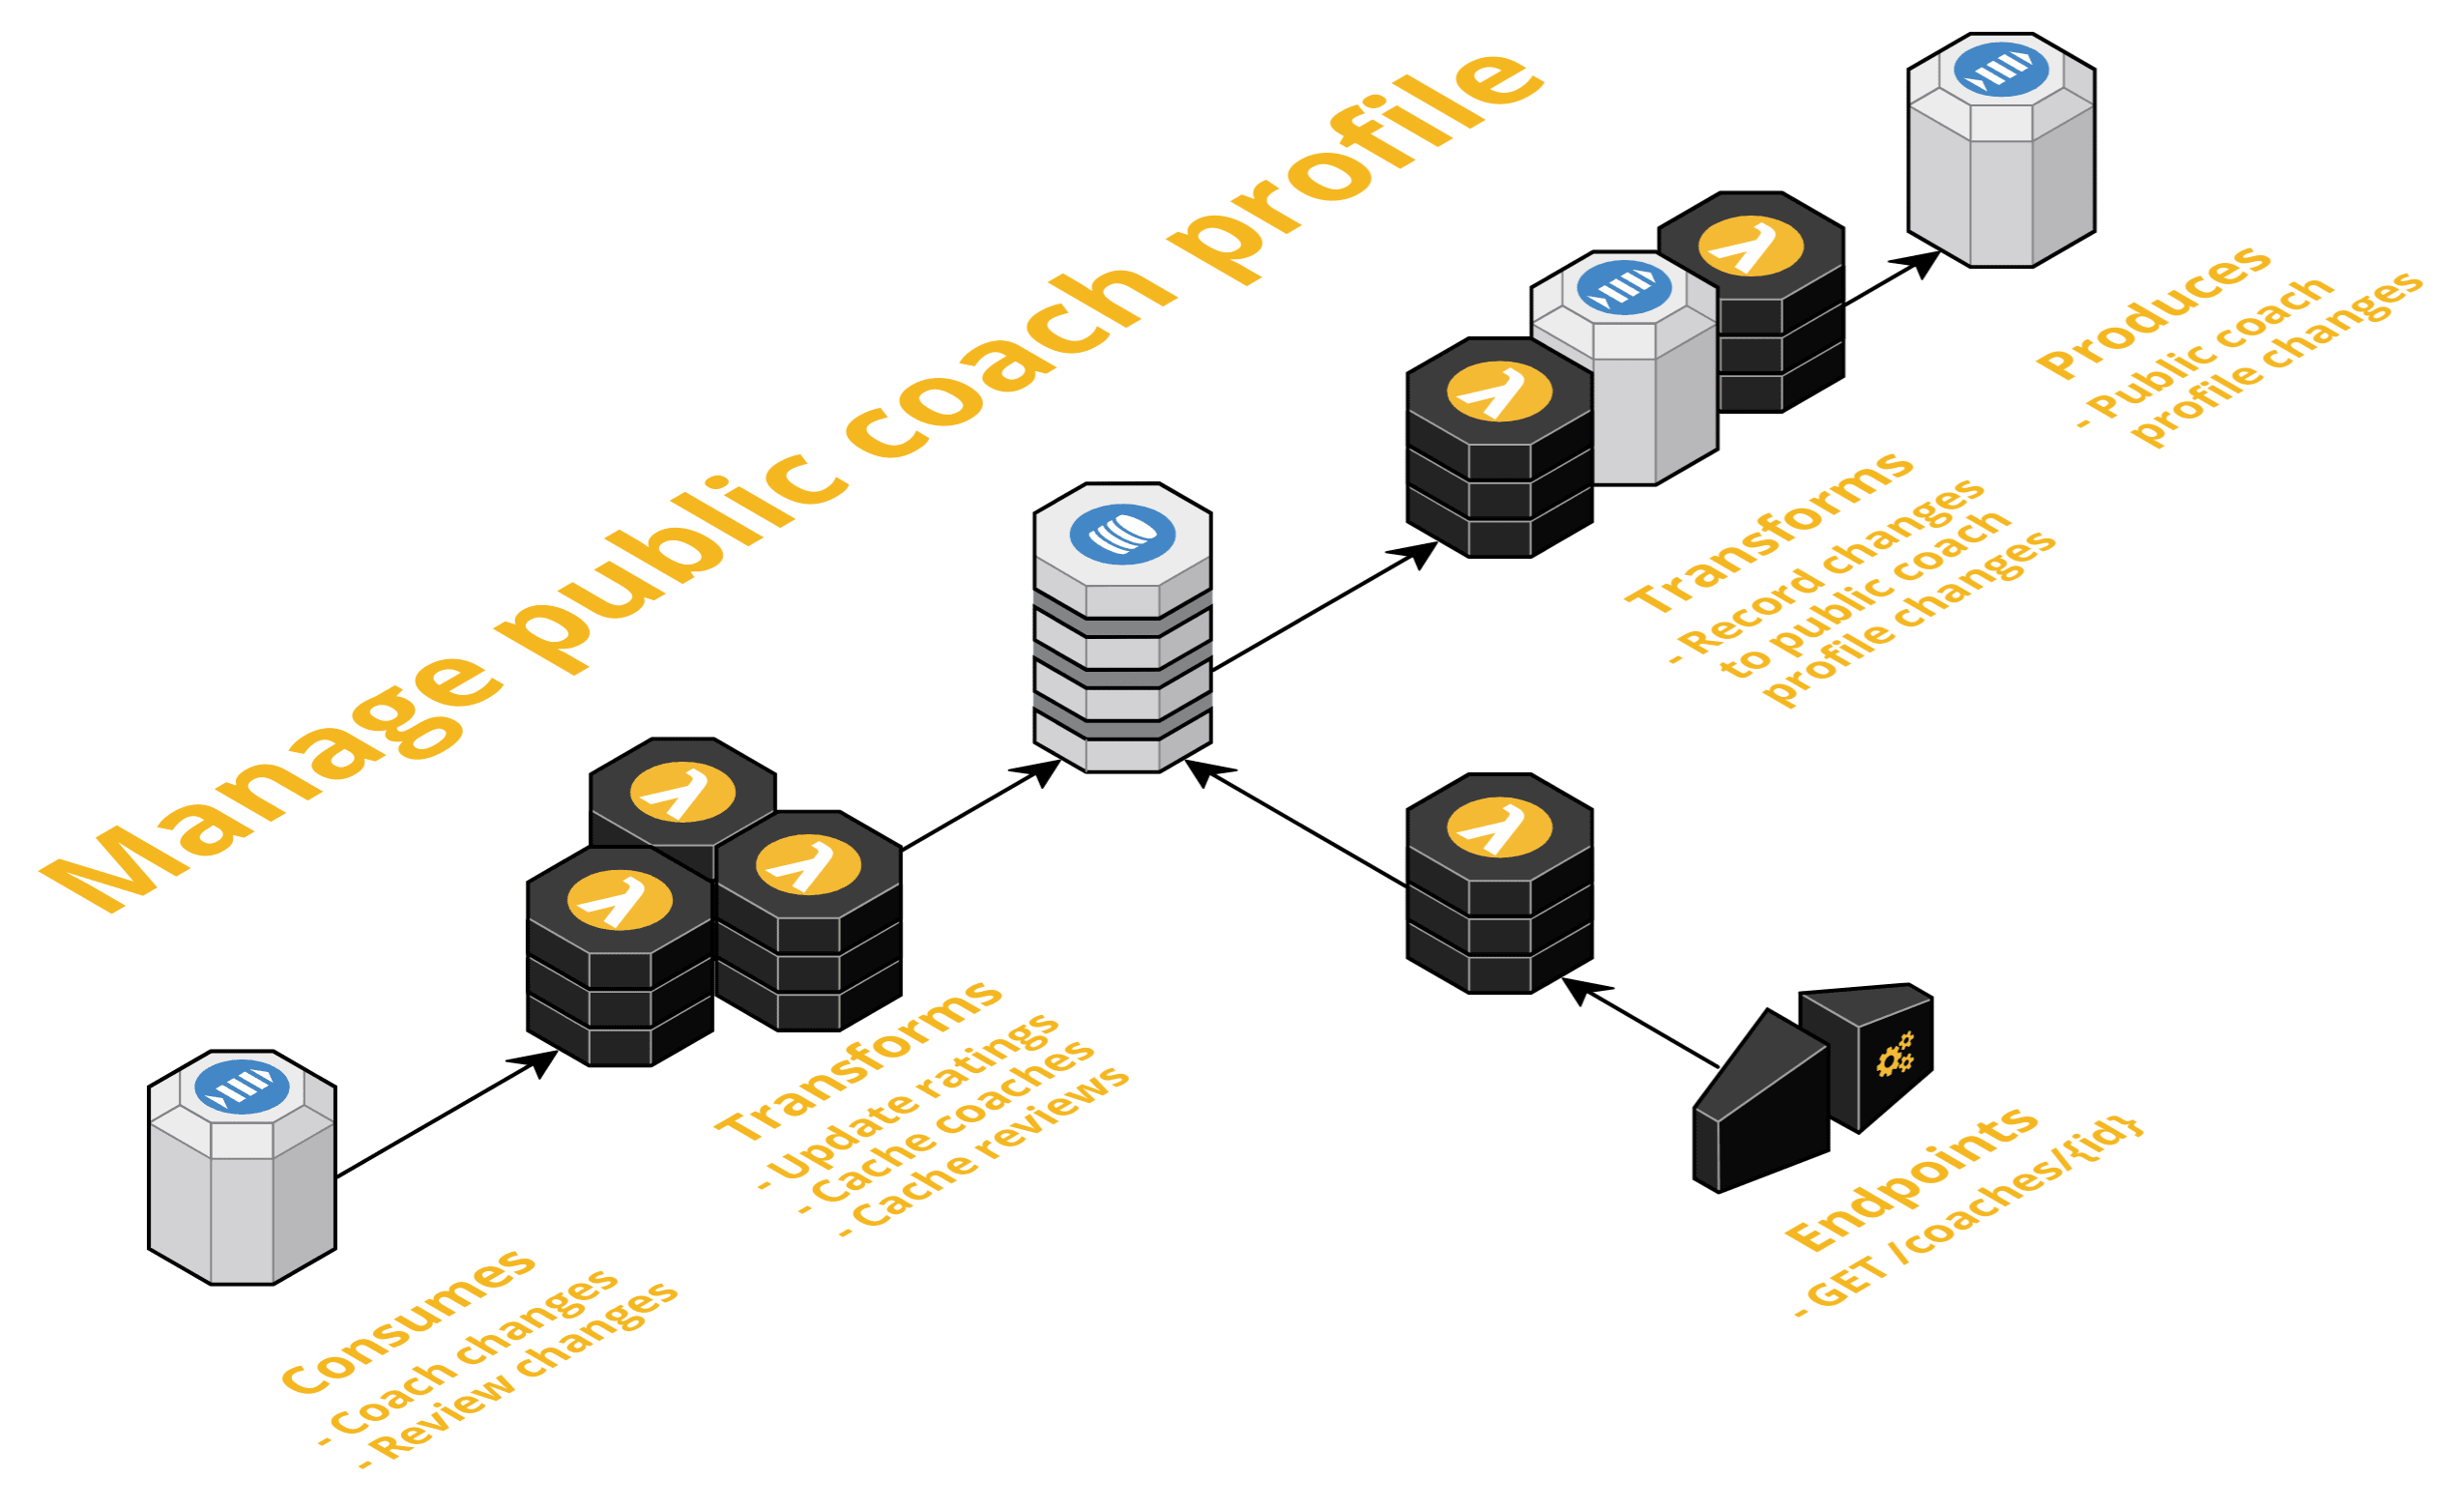 Manage public coach profile
Produces
- Public coach
profile changes
Transforms
- Record changes
to public coach
profile changes
Transforms
- Update ratings
- Cache coaches
- Cache reviews
Endpoints
- GET /coaches/{id}
Consumes
- Coach changes
- Review changes